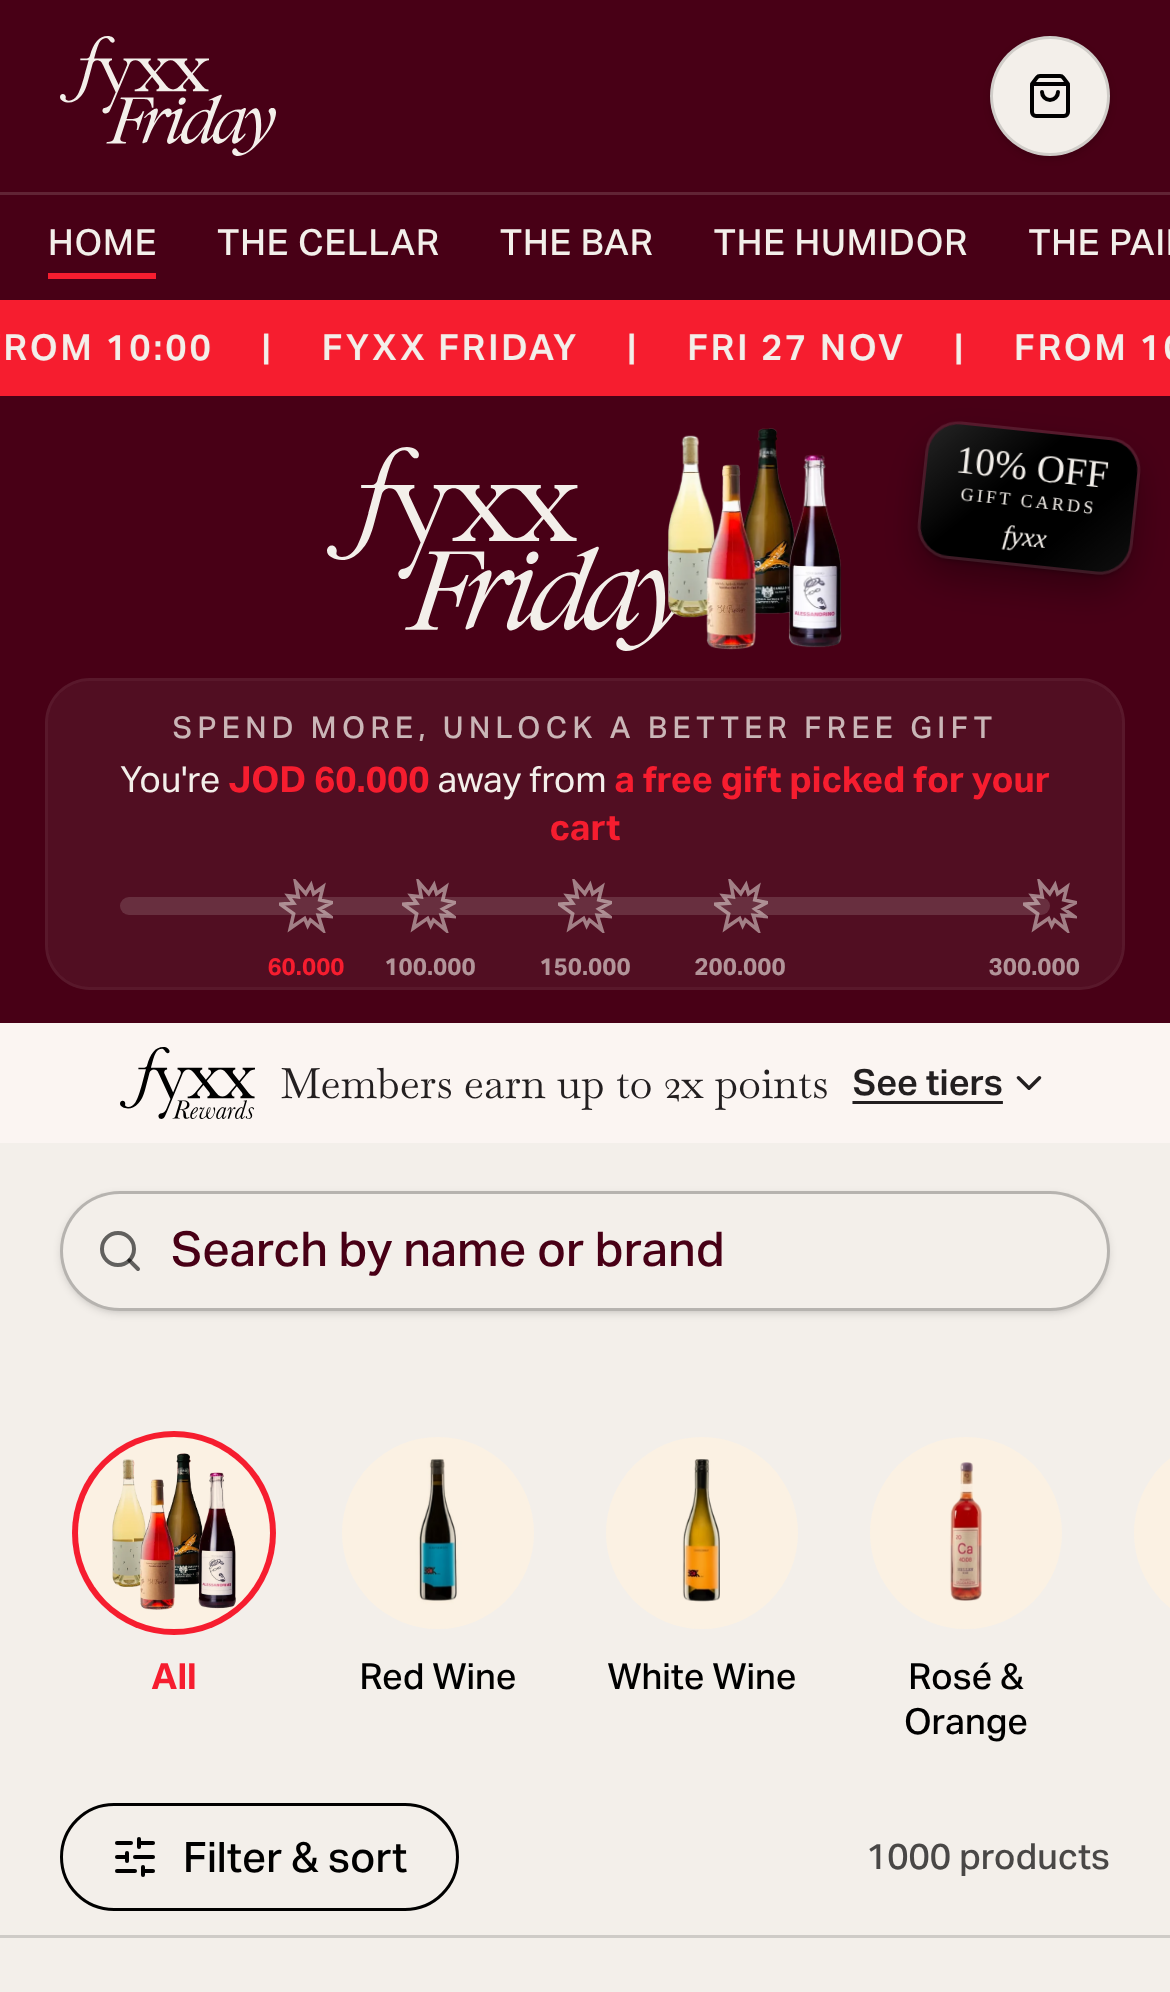 fyxx
Friday
HOME THE CELLAR THE BAR THE HUMIDOR
ROM 10:00 | FYXX FRIDAY | FRI 27 NOV | FROM
fyxx
Friday
10% OFF
GIFT CARDS
fyxx
SPEND MORE, UNLOCK A BETTER FREE GIFT
You're JOD 60.000 away from a free gift picked for your
cart
60.000 100.000 150.000 200.000 300.000
fyxx
Rewards
Members earn up to 2x points See tiers
Search by name or brand
All
Red Wine
White Wine
Rosé &
Orange
Filter & sort
1000 products